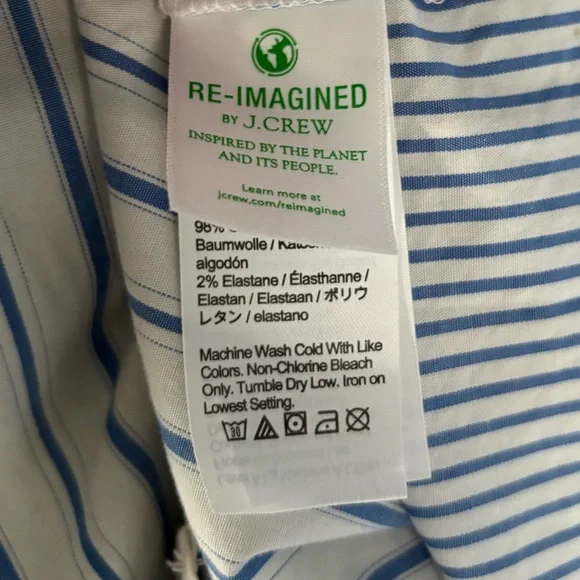 RE-IMAGINED
BY J.CREW
INSPIRED BY THE PLANET
AND ITS PEOPLE.
Learn more at
jcrew.com/reimagined
98%
Baumwolle /
algodón
2% Elastane / Élasthanne /
Elastan / Elastaan / ポリウ
レタン / elastano
Machine Wash Cold With Like
Colors. Non-Chlorine Bleach
Only. Tumble Dry Low. Iron on
Lowest Setting.
30